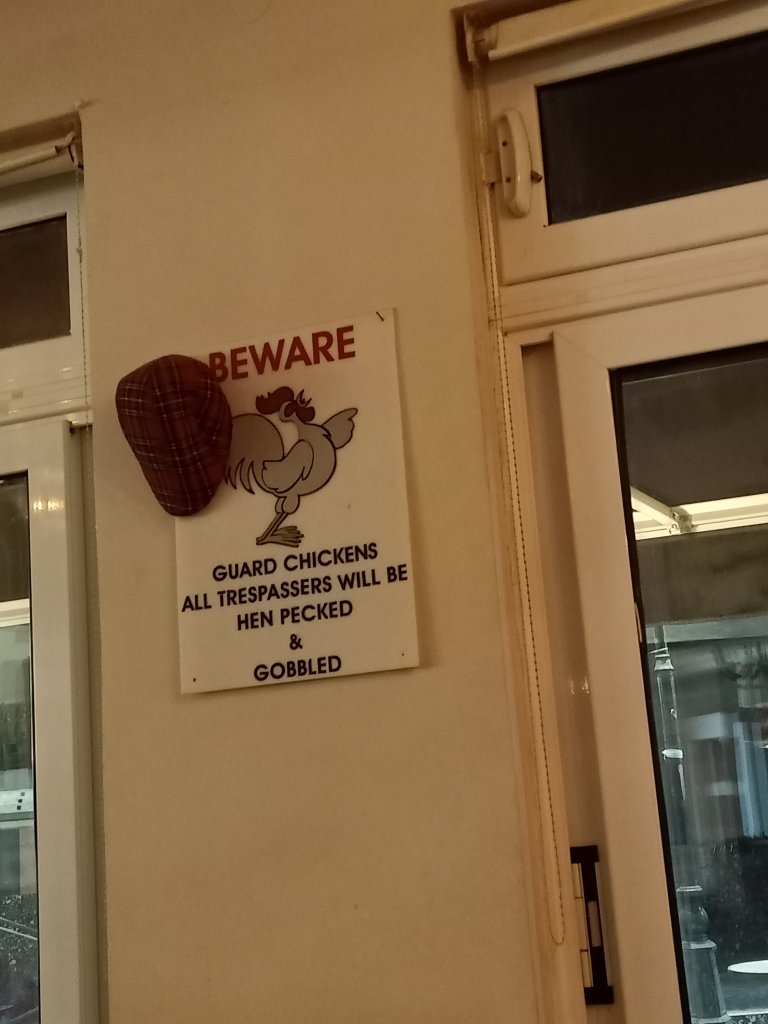 BEWARE
GUARD CHICKENS
ALL TRESPASSERS WILL BE
HEN PECKED
&
GOBBLED